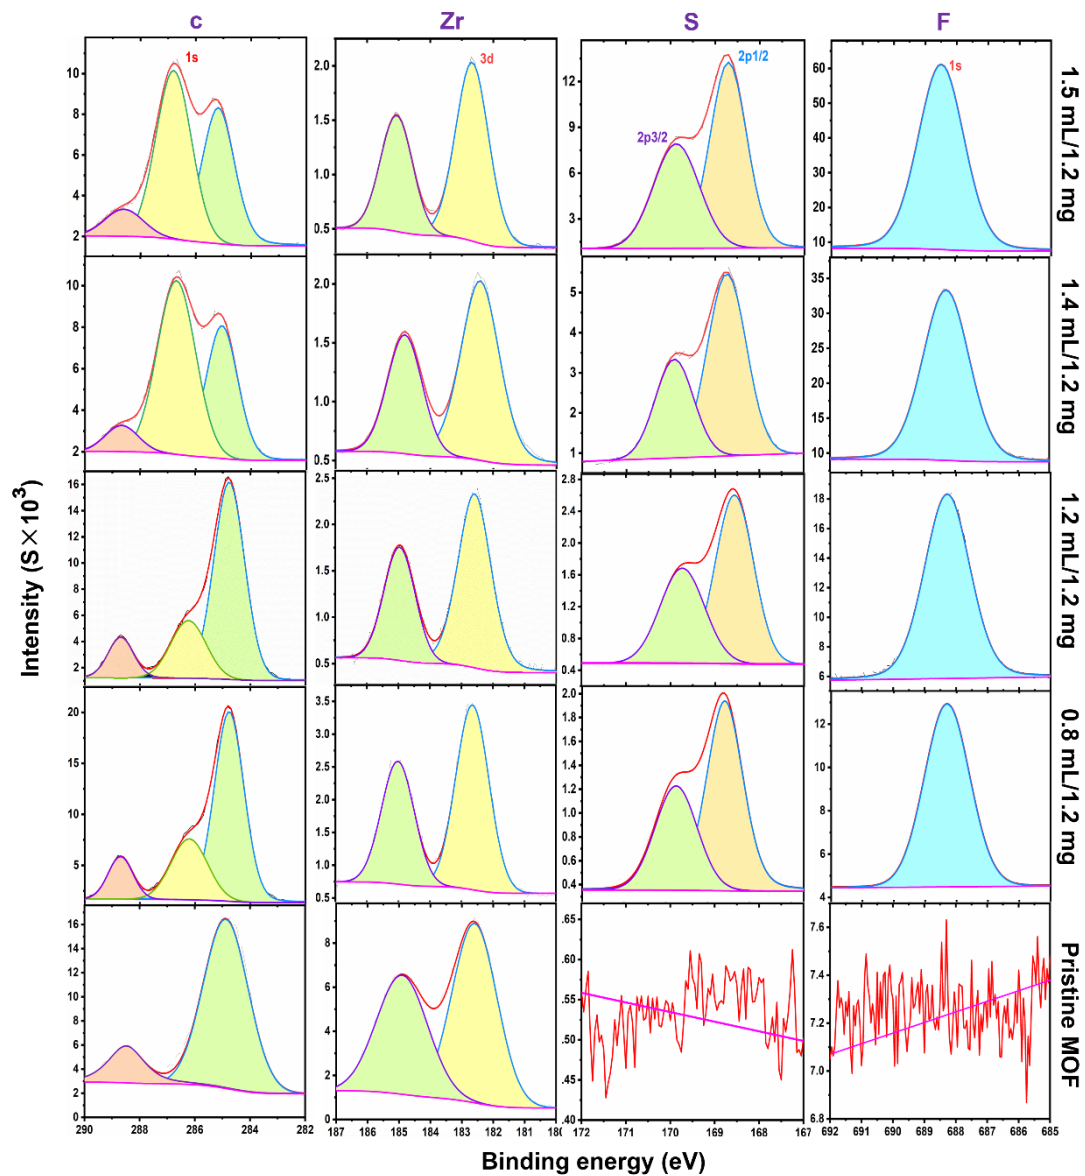 c Zr S F
1s 3d 2p1/2 2p3/2 1s
10 8 6 4 2
2.0 1.5 1.0 0.5
12 9 6 3
60 50 40 30 20 10
1.5 mL/1.2 mg
10 8 6 4 2
2.5 2.0 1.5 1.0 0.5
5 4 3 2 1
35 30 25 20 15 10
1.4 mL/1.2 mg
16 14 12 10 8 6 4 2
2.5 2.0 1.5 1.0 0.5
2.8 2.4 2.0 1.6 1.2 0.8 0.4
18 16 14 12 10 8 6
1.2 mL/1.2 mg
20 15 10 5
3.5 3.0 2.5 2.0 1.5 1.0 0.5
2.0 1.8 1.6 1.4 1.2 1.0 0.8 0.6 0.4
12 10 8 6 4
0.8 mL/1.2 mg
16 14 12 10 8 6 4 2 0
8 6 4 2 0
.65 .60 .55 .50 .45 .40
7.6 7.4 7.2 7.0 6.8
Pristine MOF
290 288 286 284 282
187 186 185 184 183 182 181 180
172 171 170 169 168 167
692 691 690 689 688 687 686 685
Intensity (S×10³)
Binding energy (eV)